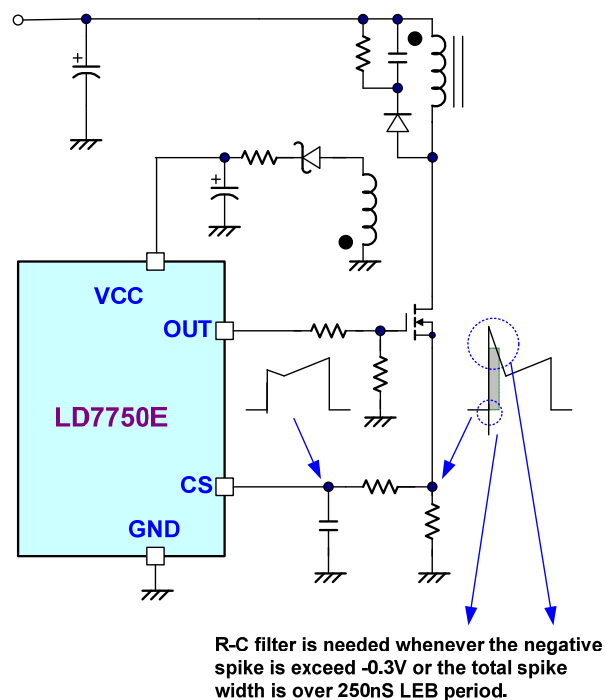 VCC
OUT
LD7750E
CS
GND
R-C filter is needed whenever the negative
spike is exceed -0.3V or the total spike
width is over 250nS LEB period.